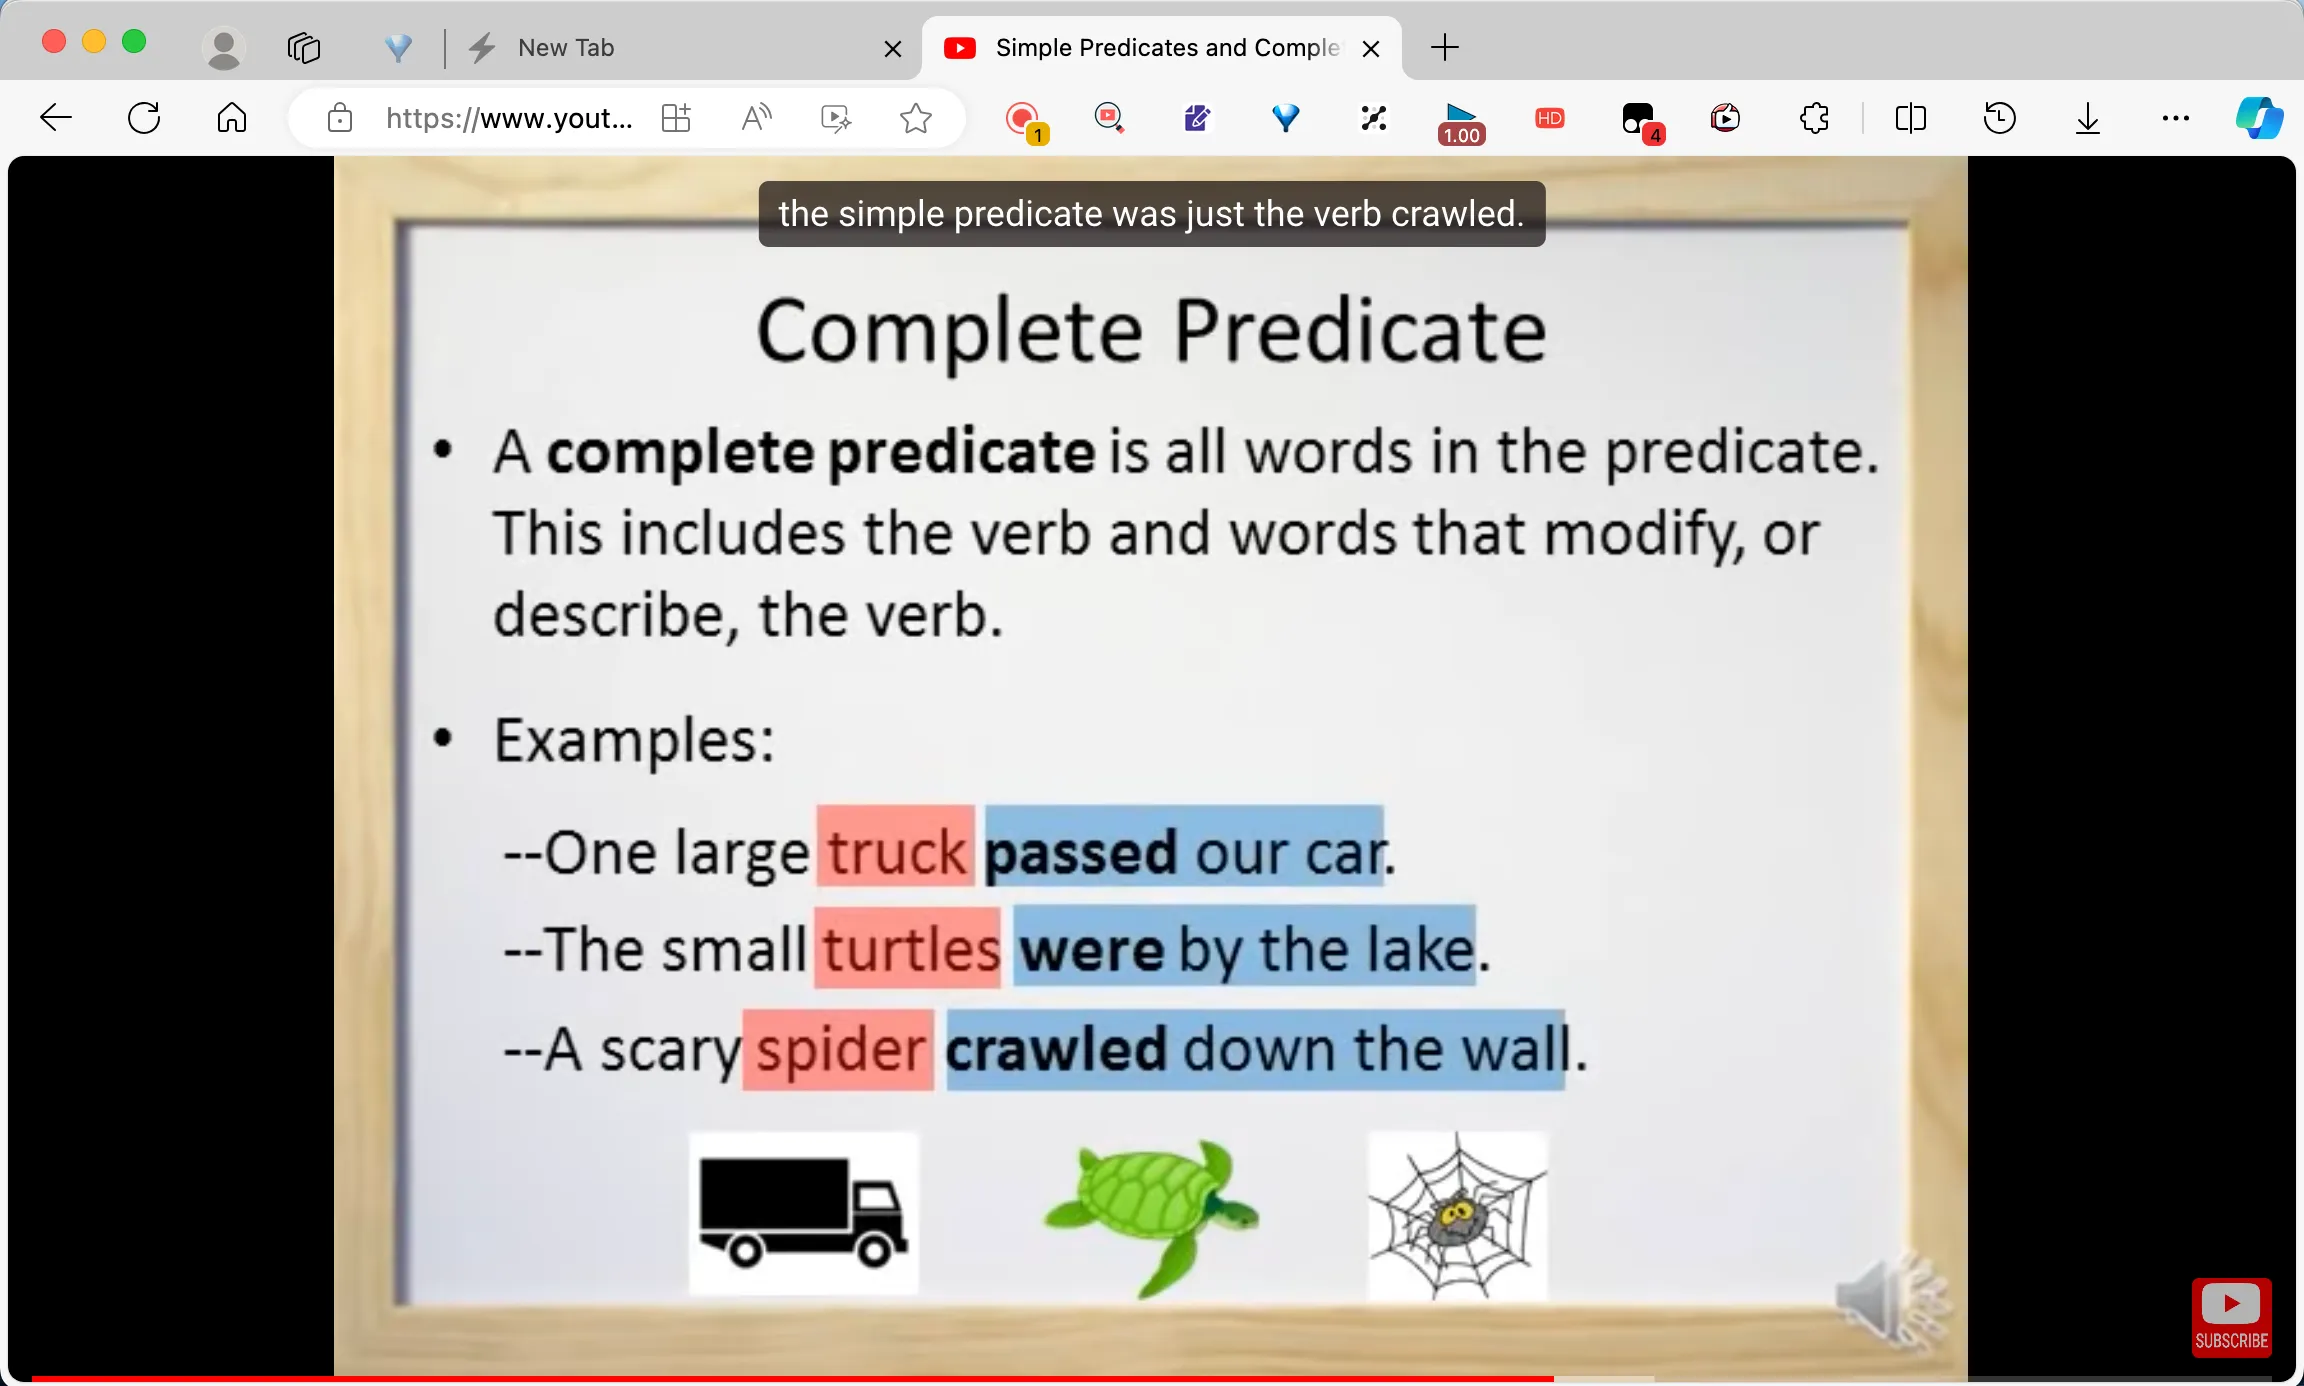 New Tab
Simple Predicates and Comple
https://www.yout...
1
1.00
HD
4
the simple predicate was just the verb crawled.
Complete Predicate
• A complete predicate is all words in the predicate.
This includes the verb and words that modify, or
describe, the verb.
• Examples:
--One large truck passed our car.
--The small turtles were by the lake.
--A scary spider crawled down the wall.
SUBSCRIBE